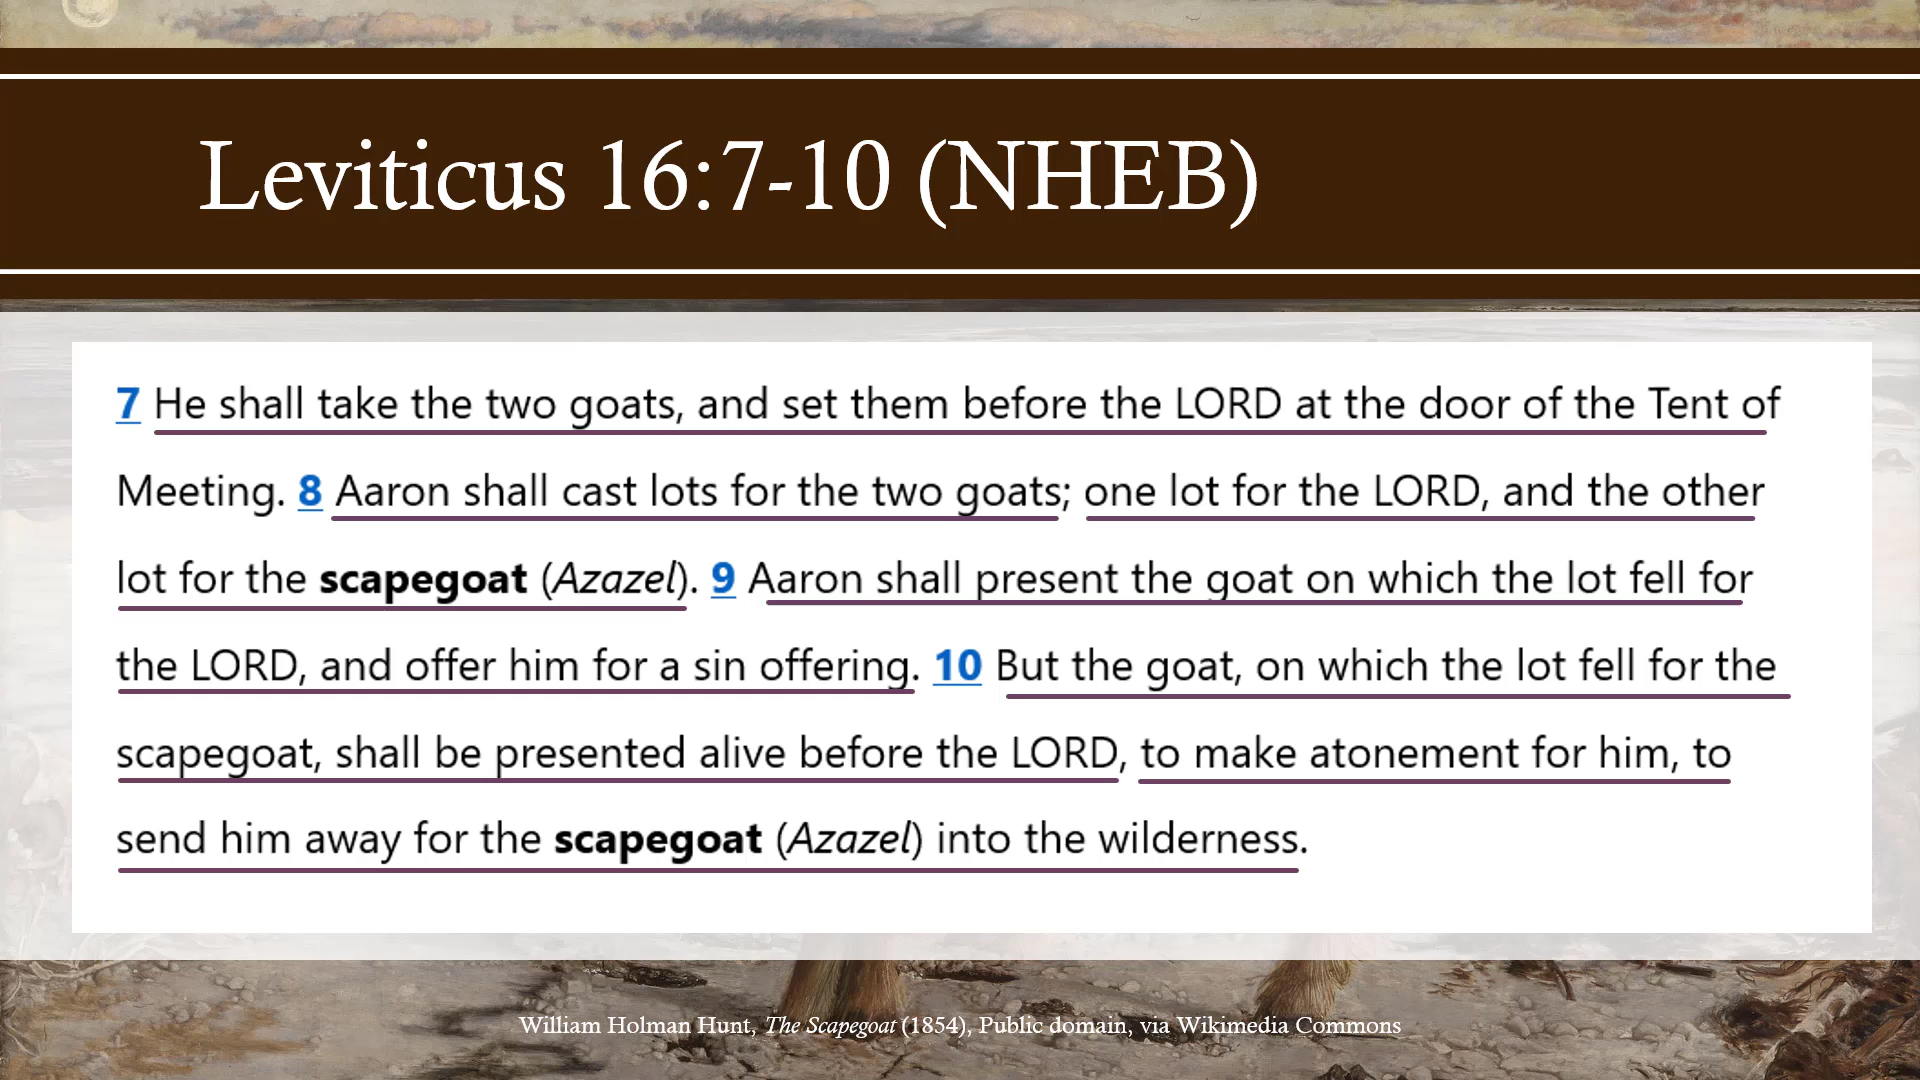 Leviticus 16:7-10 (NHEB)
7 He shall take the two goats, and set them before the LORD at the door of the Tent of
Meeting. 8 Aaron shall cast lots for the two goats; one lot for the LORD, and the other
lot for the scapegoat (Azazel). 9 Aaron shall present the goat on which the lot fell for
the LORD, and offer him for a sin offering. 10 But the goat, on which the lot fell for the
scapegoat, shall be presented alive before the LORD, to make atonement for him, to
send him away for the scapegoat (Azazel) into the wilderness.
William Holman Hunt, The Scapegoat (1854), Public domain, via Wikimedia Commons